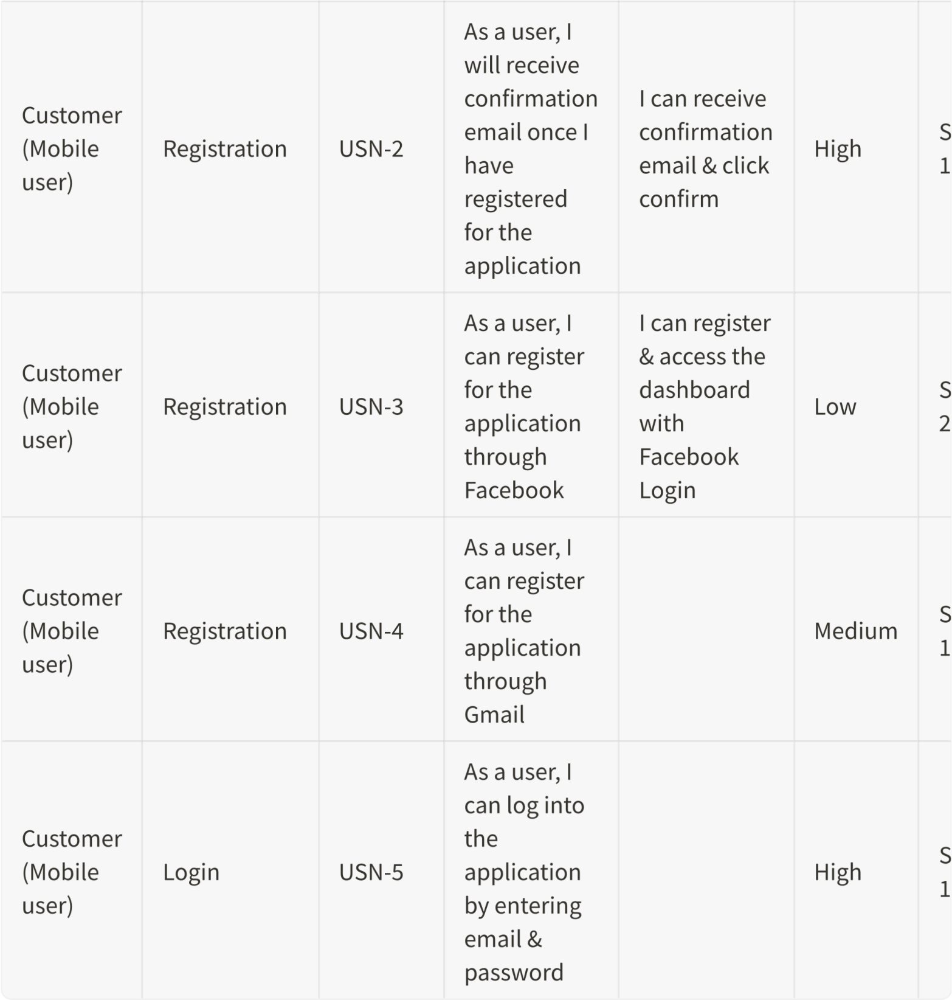 Customer
(Mobile
user)
Registration
USN-2
As a user, I
will receive
confirmation
email once I
have
registered
for the
application
I can receive
confirmation
email & click
confirm
High
S
1
Customer
(Mobile
user)
Registration
USN-3
As a user, I
can register
for the
application
through
Facebook
I can register
& access the
dashboard
with
Facebook
Login
Low
S
2
Customer
(Mobile
user)
Registration
USN-4
As a user, I
can register
for the
application
through
Gmail
Medium
S
1
Customer
(Mobile
user)
Login
USN-5
As a user, I
can log into
the
application
by entering
email &
password
High
S
1